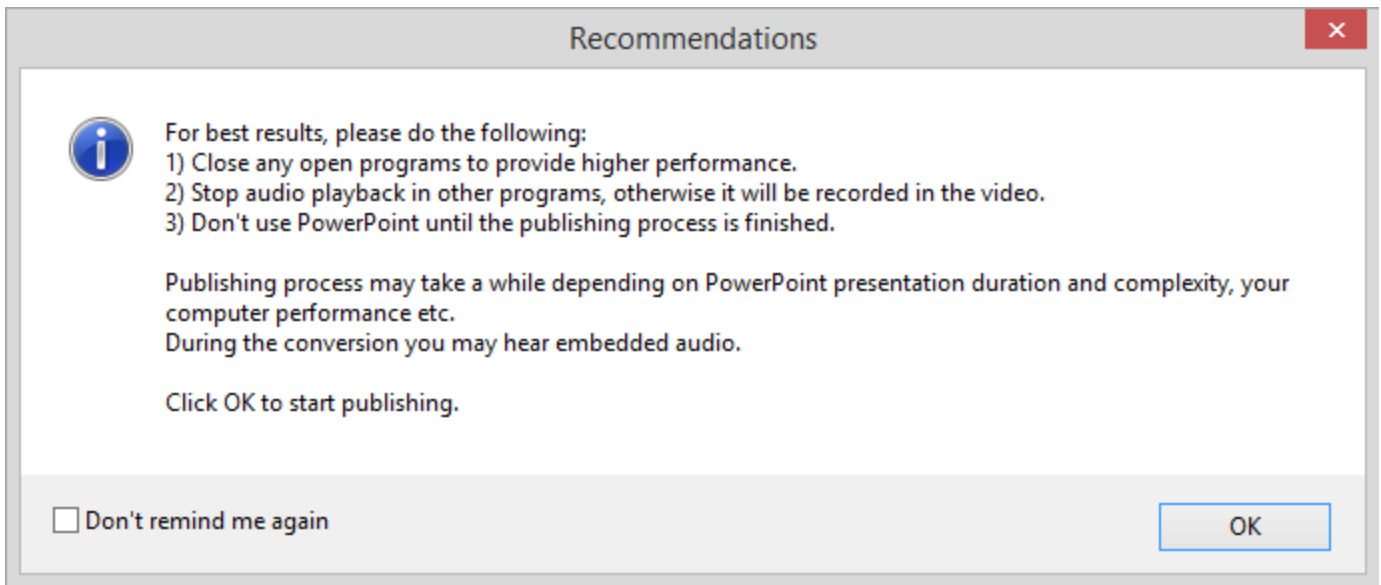 Recommendations
For best results, please do the following:
1) Close any open programs to provide higher performance.
2) Stop audio playback in other programs, otherwise it will be recorded in the video.
3) Don't use PowerPoint until the publishing process is finished.
Publishing process may take a while depending on PowerPoint presentation duration and complexity, your
computer performance etc.
During the conversion you may hear embedded audio.
Click OK to start publishing.
Don't remind me again
OK